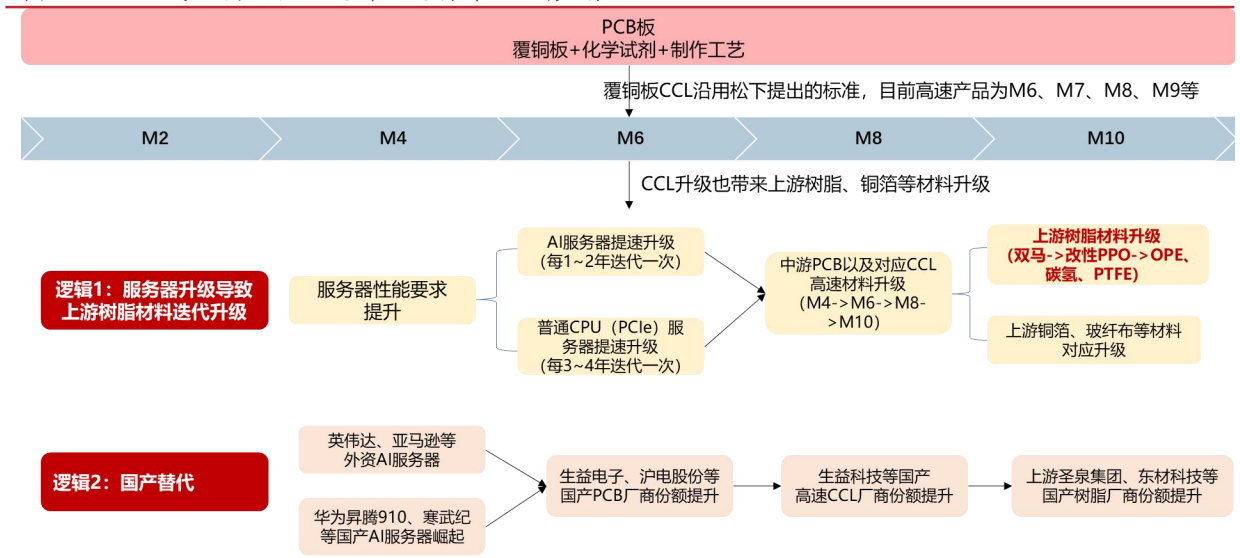 PCB板
覆铜板+化学试剂+制作工艺
覆铜板CCL沿用松下提出的标准，目前高速产品为M6、M7、M8、M9等
M2
M4
M6
M8
M10
CCL升级也带来上游树脂、铜箔等材料升级
逻辑1：服务器升级导致
上游树脂材料迭代升级
服务器性能要求
提升
AI服务器提速升级
（每1~2年迭代一次）
普通CPU（PCIe）服
务器提速升级
（每3~4年迭代一次）
中游PCB以及对应CCL
高速材料升级
（M4->M6->M8-
>M10）
上游树脂材料升级
（双马->改性PPO->OPE、
碳氢、PTFE）
上游铜箔、玻纤布等材料
对应升级
逻辑2：国产替代
英伟达、亚马逊等
外资AI服务器
华为昇腾910、寒武纪
等国产AI服务器崛起
生益电子、沪电股份等
国产PCB厂商份额提升
生益科技等国产
高速CCL厂商份额提升
上游圣泉集团、东材科技等
国产树脂厂商份额提升